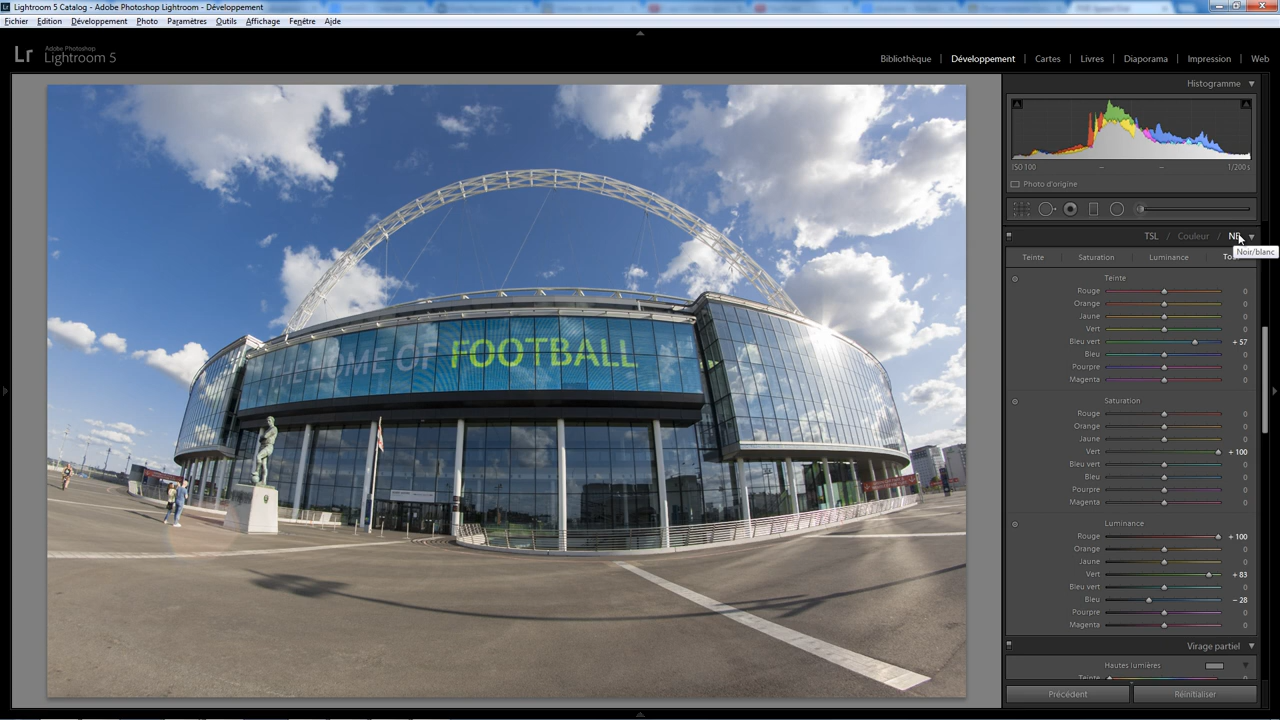 Lightroom 5 Catalog - Adobe Photoshop Lightroom - Développement
Fichier Edition Développement Photo Paramètres Outils Affichage Fenêtre Aide
Lr Adobe Photoshop
Lightroom 5
Bibliothèque | Développement | Cartes | Livres | Diaporama | Impression | Web
Histogramme
ISO 100 – – 1/200 s
Photo d'origine
TSL / Couleur / NB
Noir/blanc
Teinte Saturation Luminance
Teinte
Rouge 0
Orange 0
Jaune 0
Vert 0
Bleu vert + 57
Bleu 0
Pourpre 0
Magenta 0
Saturation
Rouge 0
Orange 0
Jaune 0
Vert + 100
Bleu vert 0
Bleu 0
Pourpre 0
Magenta 0
Luminance
Rouge + 100
Orange 0
Jaune 0
Vert + 83
Bleu vert 0
Bleu – 28
Pourpre 0
Magenta 0
Virage partiel
Hautes lumières
Teinte
Précédent Réinitialiser
HOME OF FOOTBALL